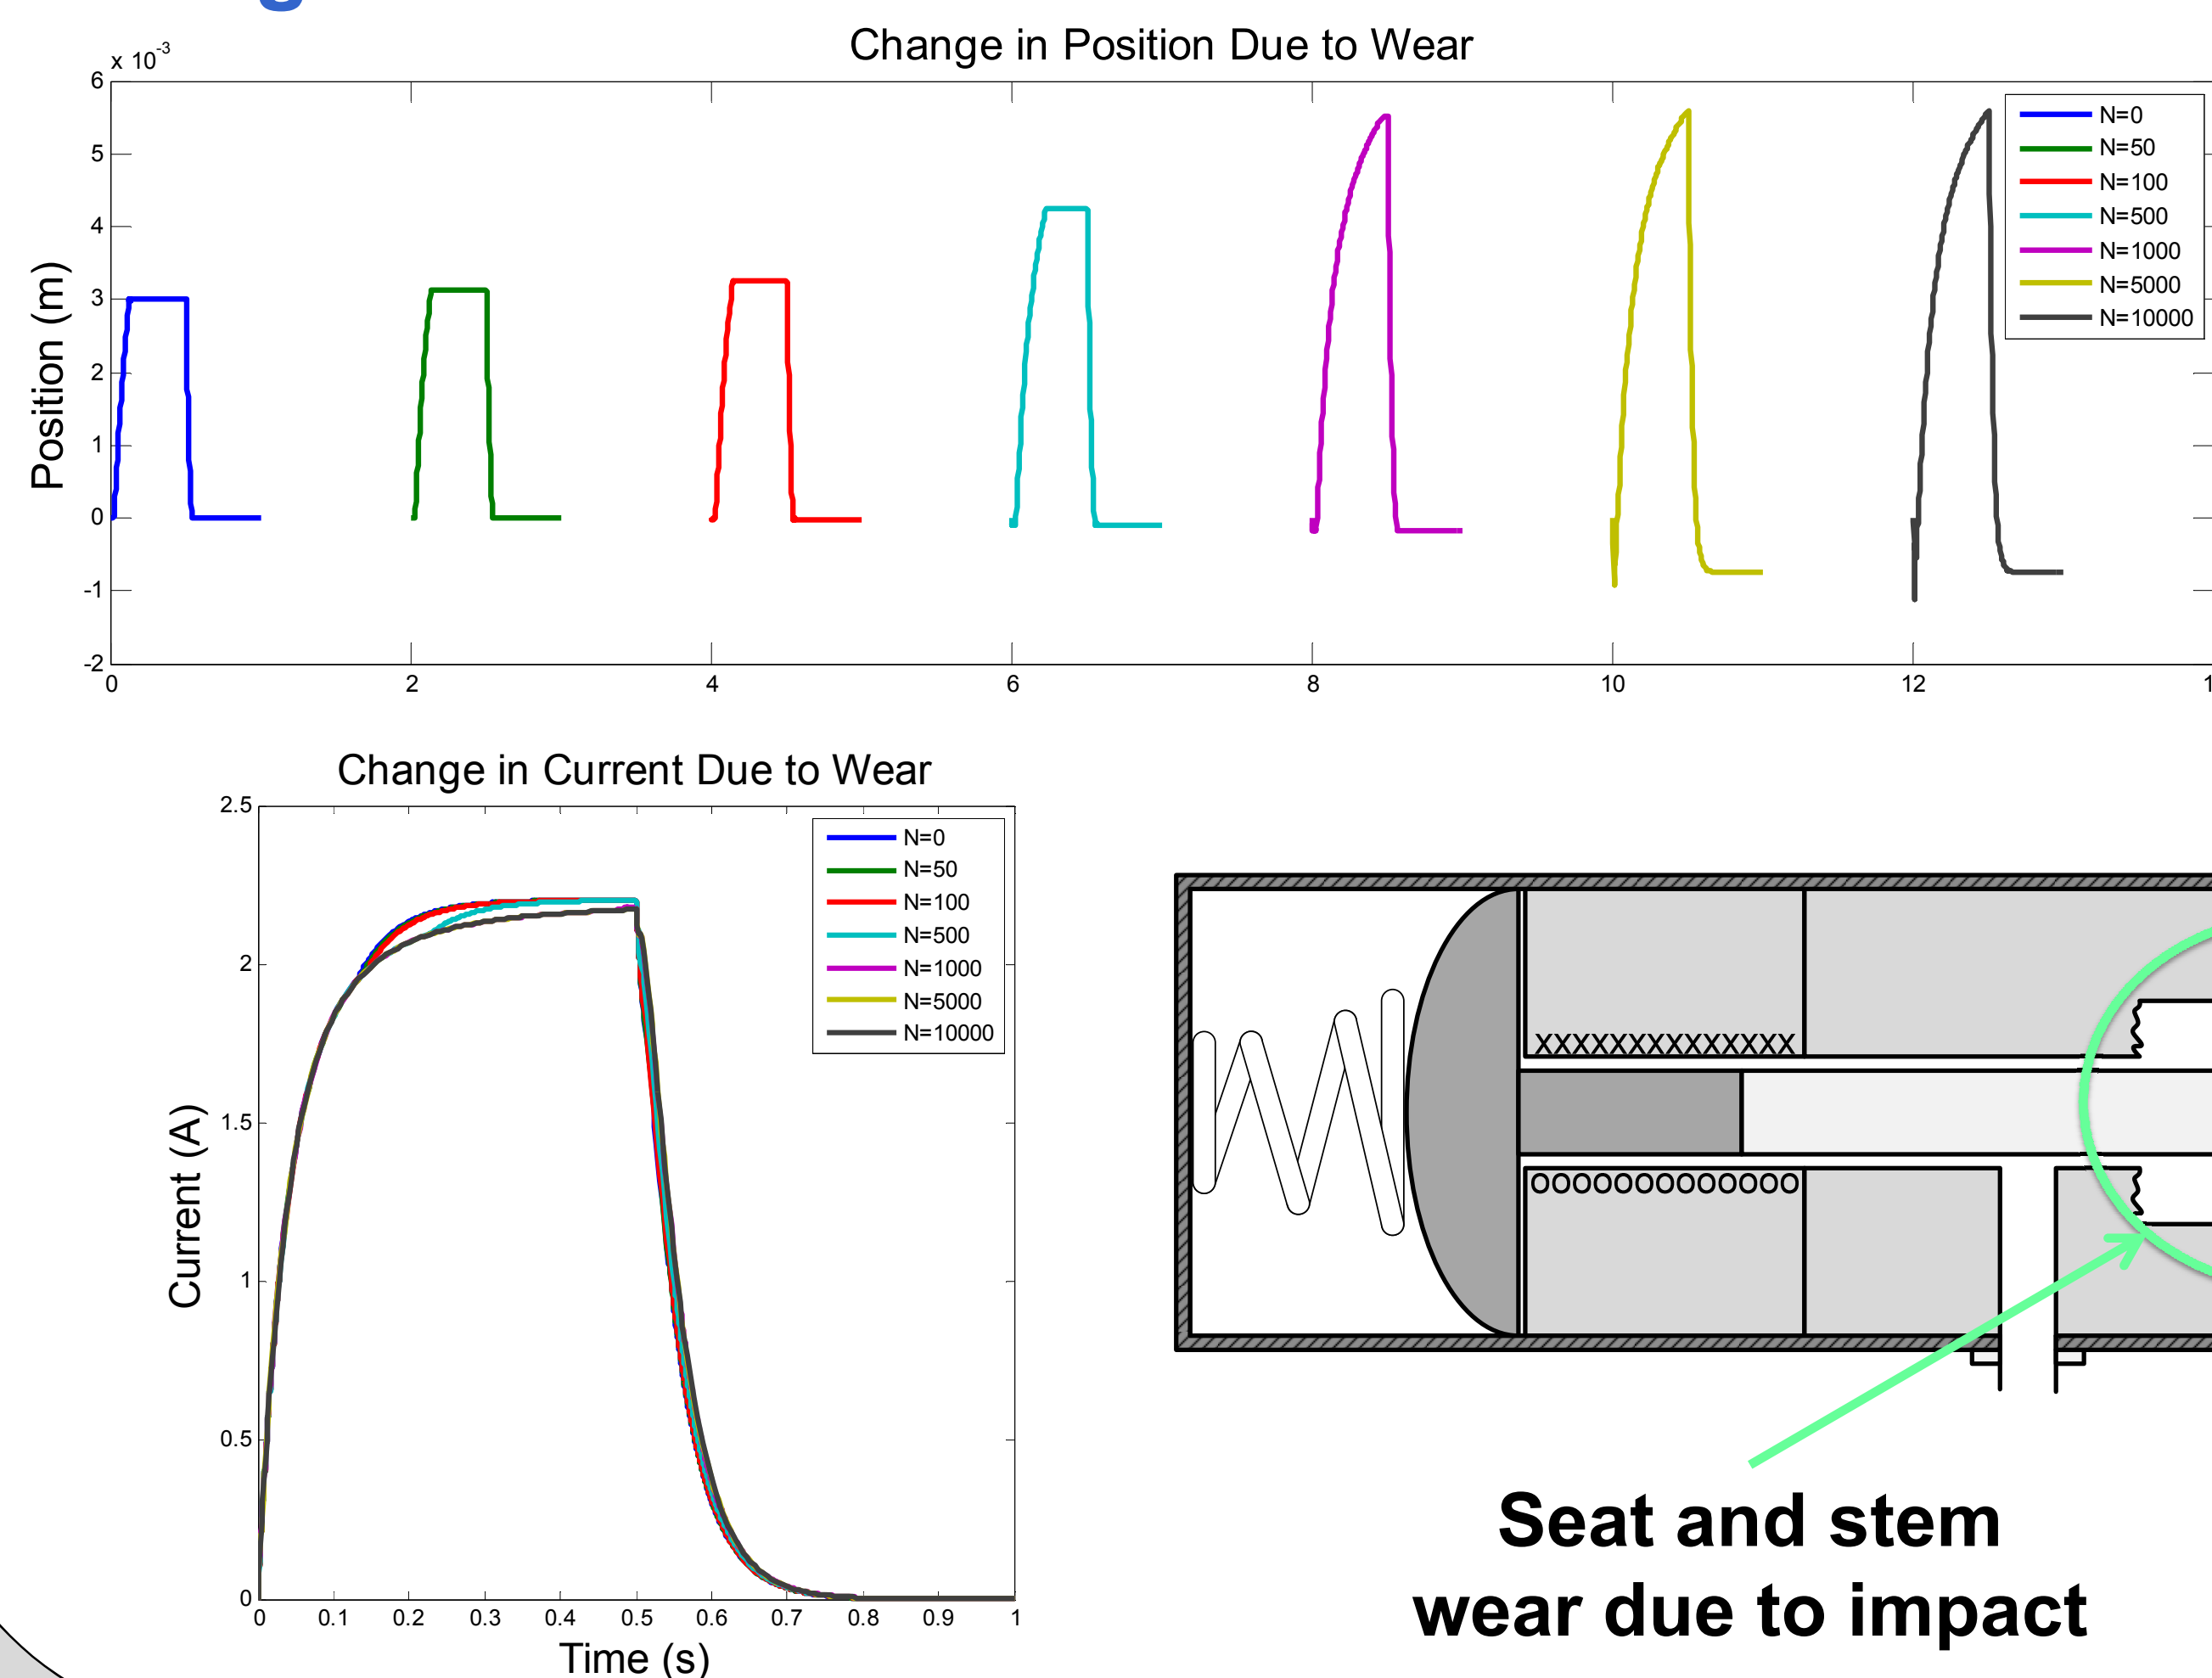 g
Change in Position Due to Wear
x 10-3
6
5
4
3
2
1
0
-1
-2
Position (m)
0 2 4 6 8 10 12 1
N=0
N=50
N=100
N=500
N=1000
N=5000
N=10000
Change in Current Due to Wear
2.5
2
1.5
1
0.5
0
Current (A)
0 0.1 0.2 0.3 0.4 0.5 0.6 0.7 0.8 0.9 1
Time (s)
N=0
N=50
N=100
N=500
N=1000
N=5000
N=10000
XXXXXXXXXXXXXX
OOOOOOOOOOOOO
Seat and stem
wear due to impact